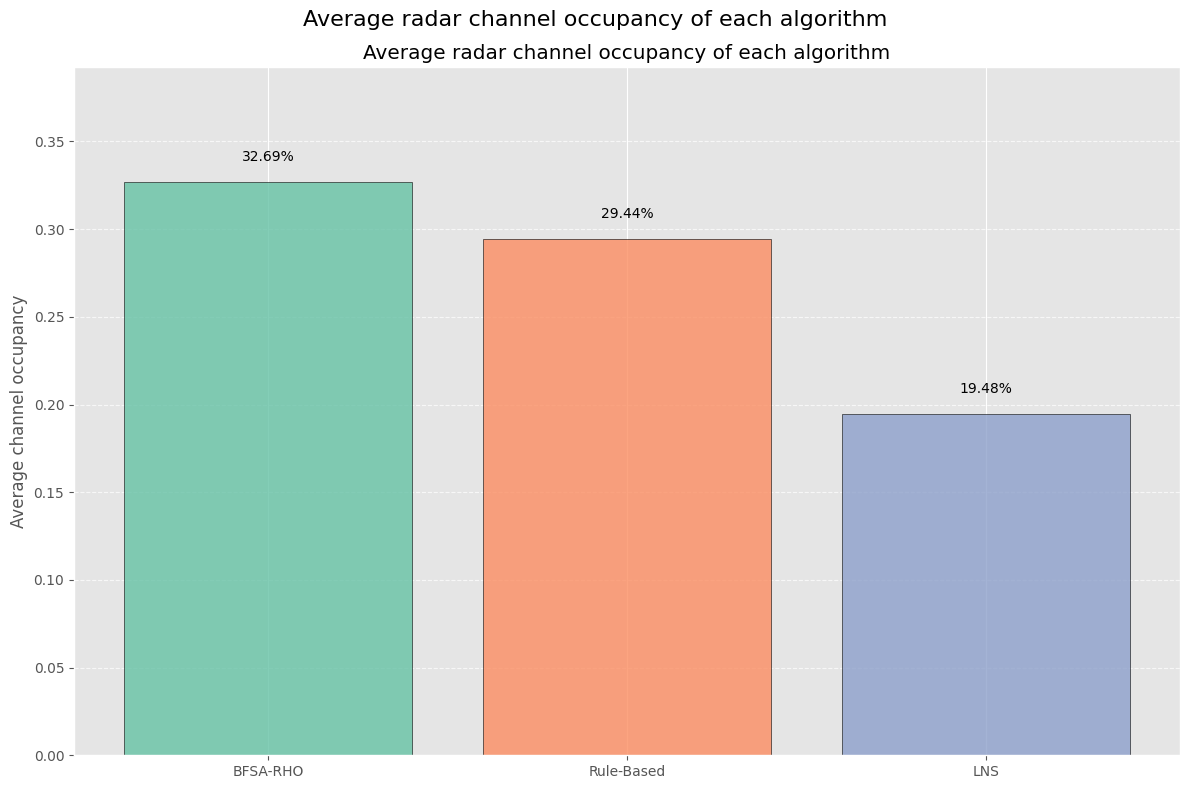 Average radar channel occupancy of each algorithm
Average radar channel occupancy of each algorithm
Average channel occupancy
0.35
0.30
0.25
0.20
0.15
0.10
0.05
0.00
32.69%
29.44%
19.48%
BFSA-RHO
Rule-Based
LNS